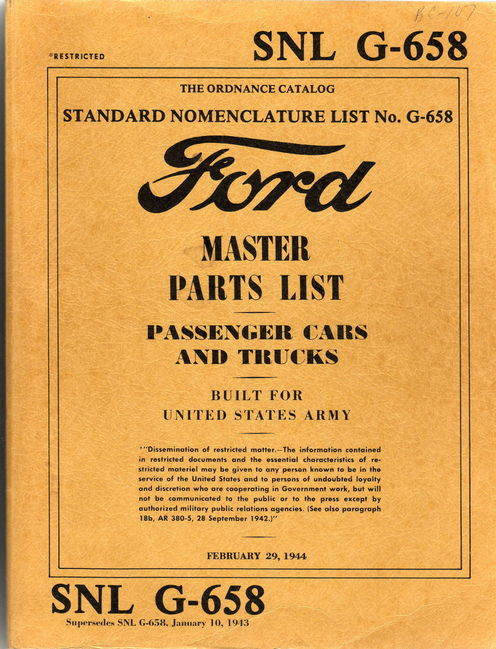 BC-107
SNL G-658
*RESTRICTED
THE ORDNANCE CATALOG
STANDARD NOMENCLATURE LIST No. G-658
Ford
MASTER
PARTS LIST
PASSENGER CARS
AND TRUCKS
BUILT FOR
UNITED STATES ARMY
*"Dissemination of restricted matter.—The information contained
in restricted documents and the essential characteristics of re-
stricted materiel may be given to any person known to be in the
service of the United States and to persons of undoubted loyalty
and discretion who are cooperating in Government work, but will
not be communicated to the public or to the press except by
authorized military public relations agencies. (See also paragraph
18b, AR 380-5, 28 September 1942.)"
FEBRUARY 29, 1944
SNL G-658
Supersedes SNL G-658, January 10, 1943